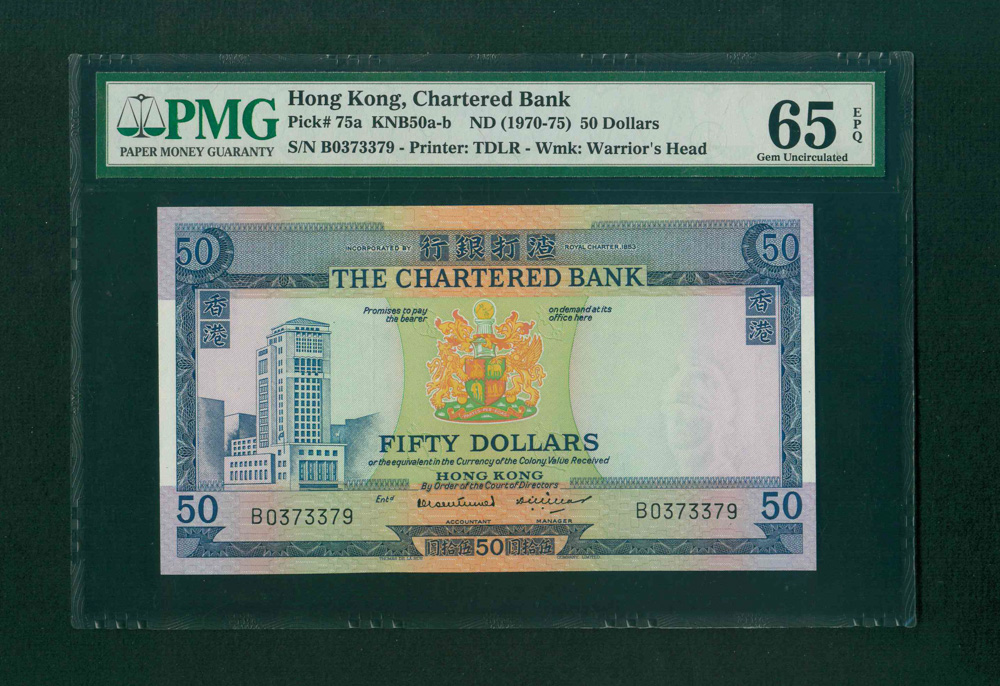 PMG
PAPER MONEY GUARANTY
Hong Kong, Chartered Bank
Pick# 75a KNB50a-b ND (1970-75) 50 Dollars
S/N B0373379 - Printer: TDLR - Wmk: Warrior's Head
65
EPQ
Gem Uncirculated
50 INCORPORATED BY 行銀打渣 ROYAL CHARTER, 1853 50
THE CHARTERED BANK
香港 香港
Promises to pay the bearer
on demand at its office here
FIFTY DOLLARS
or the equivalent in the Currency of the Colony Value Received
HONG KONG
By Order of the Court of Directors
50 Entd 50
B0373379 B0373379
ACCOUNTANT MANAGER
圓拾伍 50 圓拾伍